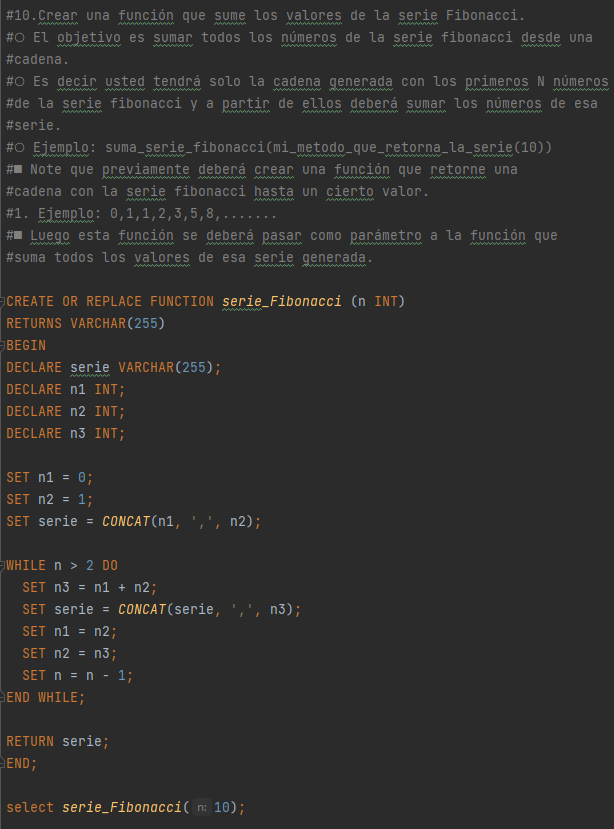 #10.Crear una función que sume los valores de la serie Fibonacci.
#○ El objetivo es sumar todos los números de la serie fibonacci desde una
#cadena.
#○ Es decir usted tendrá solo la cadena generada con los primeros N números
#de la serie fibonacci y a partir de ellos deberá sumar los números de esa
#serie.
#○ Ejemplo: suma_serie_fibonacci(mi_metodo_que_retorna_la_serie(10))
#■ Note que previamente deberá crear una función que retorne una
#cadena con la serie fibonacci hasta un cierto valor.
#1. Ejemplo: 0,1,1,2,3,5,8,.......
#■ Luego esta función se deberá pasar como parámetro a la función que
#suma todos los valores de esa serie generada.

CREATE OR REPLACE FUNCTION serie_Fibonacci (n INT)
RETURNS VARCHAR(255)
BEGIN
DECLARE serie VARCHAR(255);
DECLARE n1 INT;
DECLARE n2 INT;
DECLARE n3 INT;

SET n1 = 0;
SET n2 = 1;
SET serie = CONCAT(n1, ',', n2);

WHILE n > 2 DO
  SET n3 = n1 + n2;
  SET serie = CONCAT(serie, ',', n3);
  SET n1 = n2;
  SET n2 = n3;
  SET n = n - 1;
END WHILE;

RETURN serie;
END;

select serie_Fibonacci( n: 10);